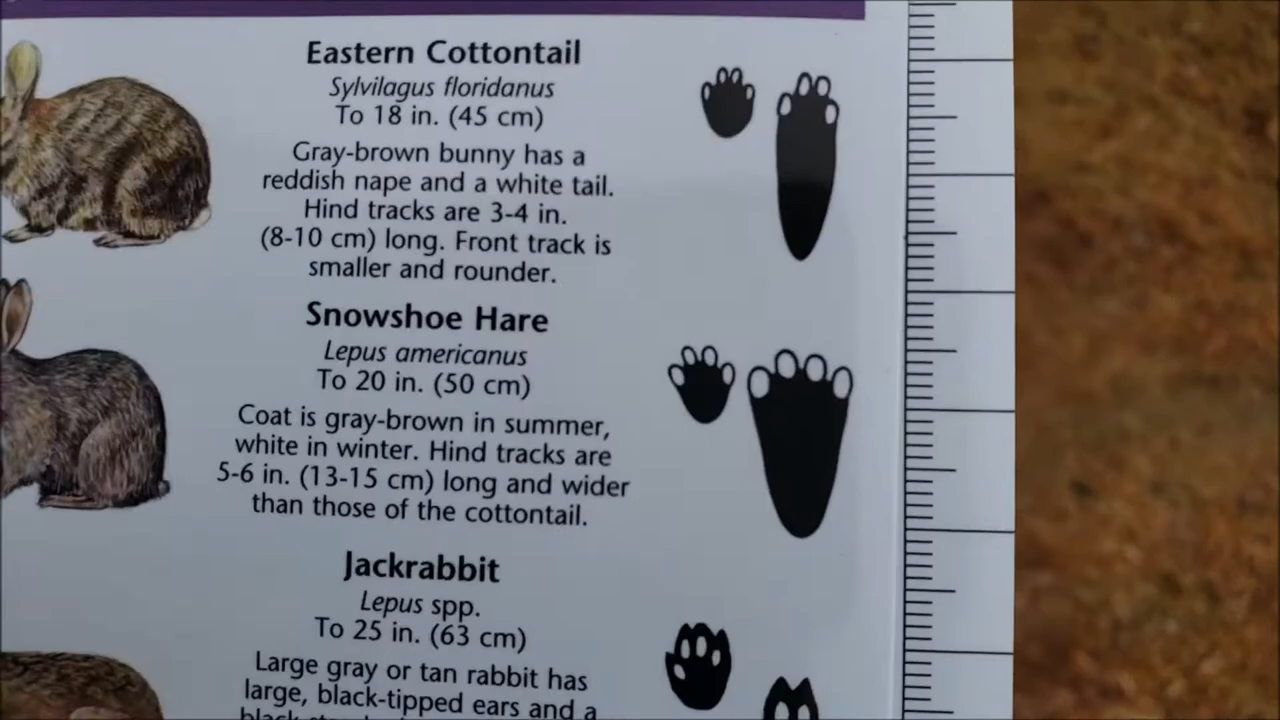 Eastern Cottontail
Sylvilagus floridanus
To 18 in. (45 cm)
Gray-brown bunny has a
reddish nape and a white tail.
Hind tracks are 3-4 in.
(8-10 cm) long. Front track is
smaller and rounder.
Snowshoe Hare
Lepus americanus
To 20 in. (50 cm)
Coat is gray-brown in summer,
white in winter. Hind tracks are
5-6 in. (13-15 cm) long and wider
than those of the cottontail.
Jackrabbit
Lepus spp.
To 25 in. (63 cm)
Large gray or tan rabbit has
large, black-tipped ears and a